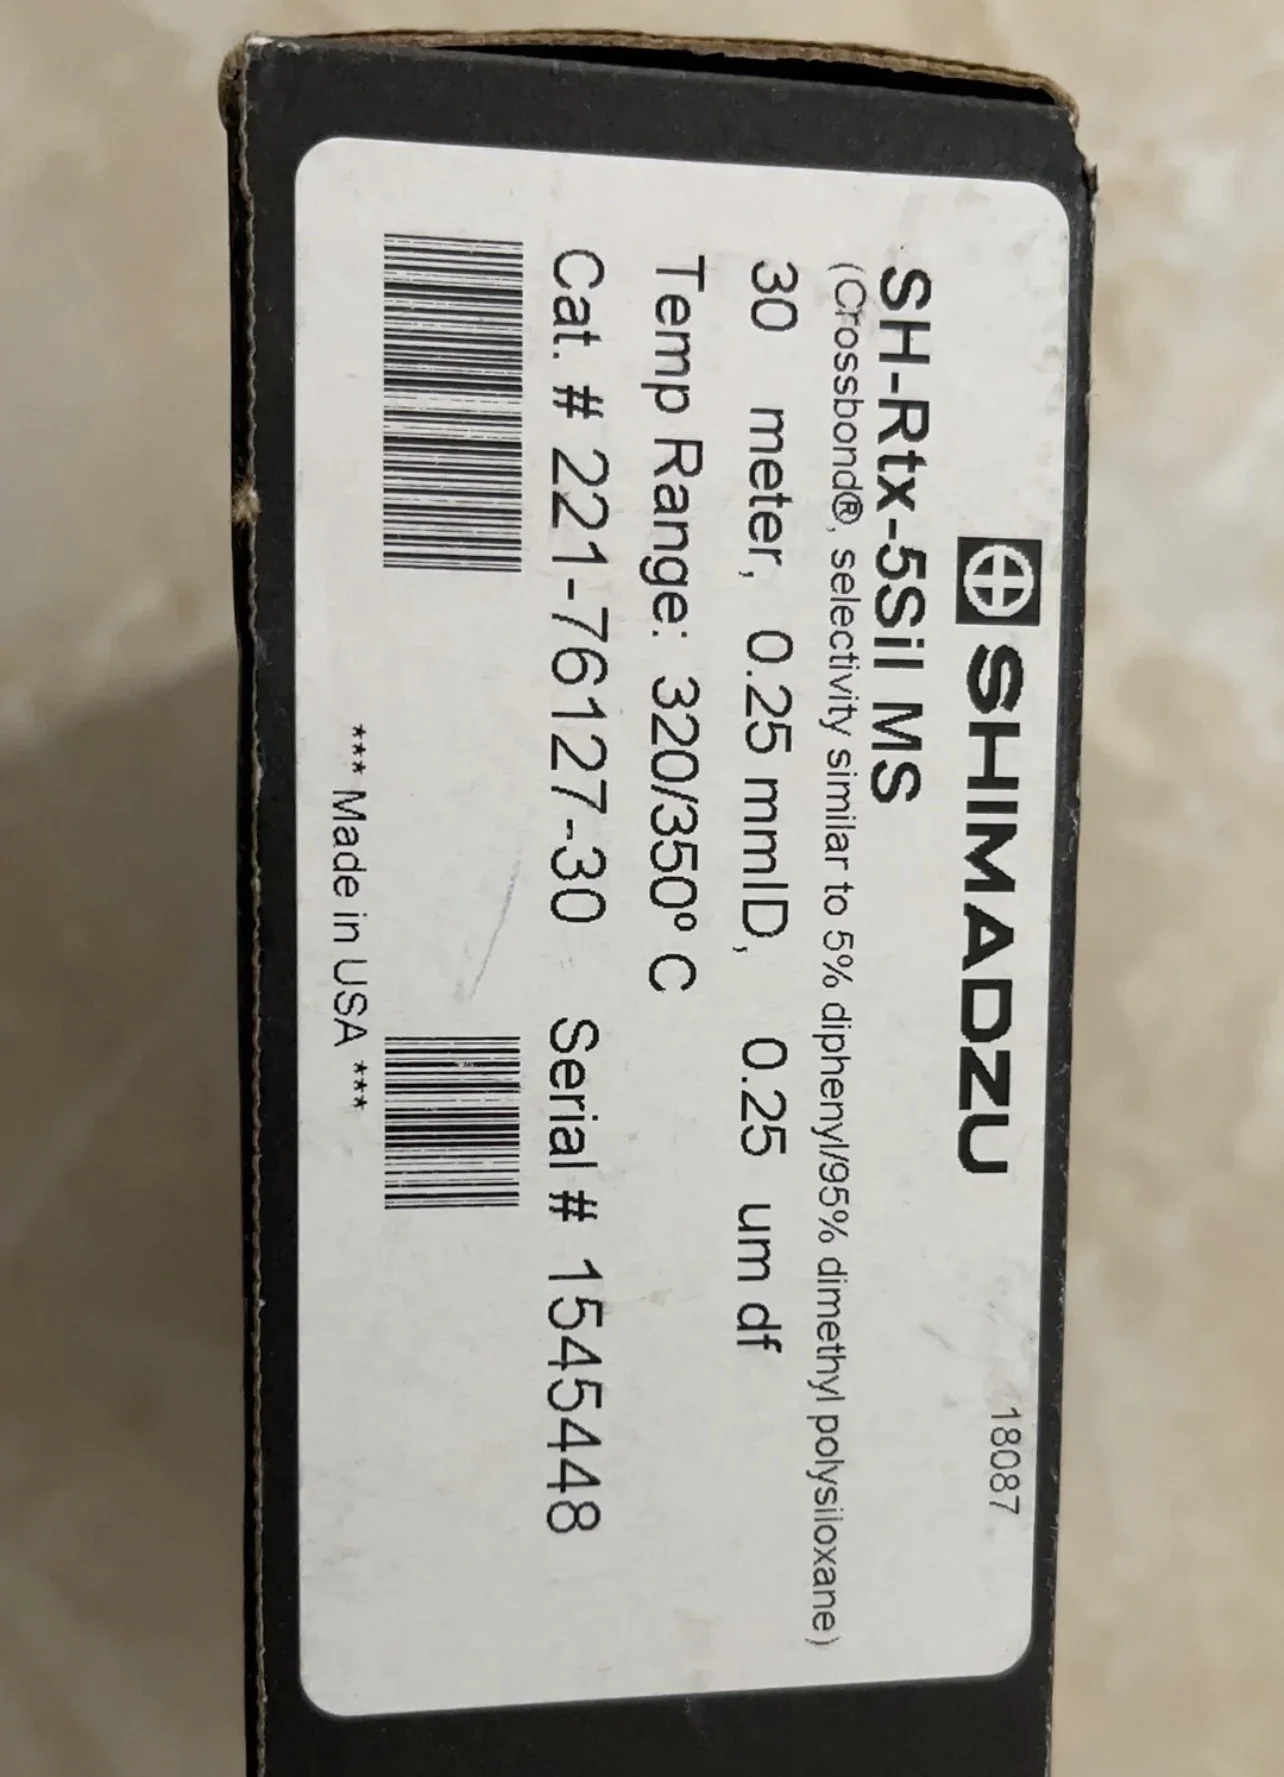 SHIMADZU
18087
SH-Rtx-5Sil MS
(Crossbond®, selectivity similar to 5% diphenyl/95% dimethyl polysiloxane)
30 meter, 0.25 mmID, 0.25 um df
Temp Range: 320/350º C
Cat. # 221-76127-30 Serial # 1545448
*** Made in USA ***